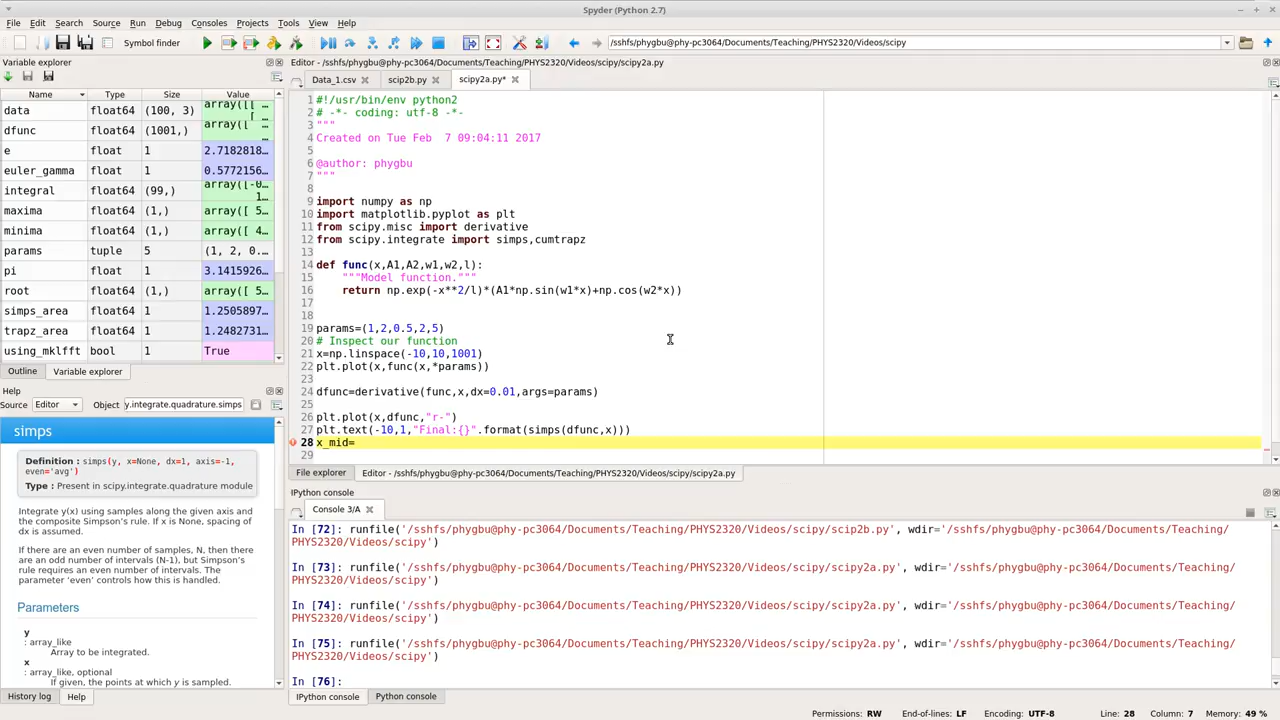 Spyder (Python 2.7)
File Edit Search Source Run Debug Consoles Projects Tools View Help
Symbol finder
/sshfs/phygbu@phy-pc3064/Documents/Teaching/PHYS2320/Videos/scipy
Variable explorer
Name Type Size Value
data float64 (100, 3) array([[ ...
[ ...
dfunc float64 (1001,) array([ ...
...
e float 1 2.7182818...
euler_gamma float 1 0.5772156...
integral float64 (99,) array([-0...
1...
maxima float64 (1,) array([ 5...
minima float64 (1,) array([ 4...
params tuple 5 (1, 2, 0...
pi float 1 3.1415926...
root float64 (1,) array([ 5...
simps_area float64 1 1.2505897...
trapz_area float64 1 1.2482731...
using_mklfft bool 1 True
Outline Variable explorer
Help
Source Editor Object y.integrate.quadrature.simps
simps
Definition : simps(y, x=None, dx=1, axis=-1,
even='avg')
Type : Present in scipy.integrate.quadrature module
Integrate y(x) using samples along the given axis
and the composite Simpson's rule. If x is None, spacing of
dx is assumed.
If there are an even number of samples, N, then there
are an odd number of intervals (N-1), but Simpson's
rule requires an even number of intervals. The
parameter 'even' controls how this is handled.
Parameters
y
: array_like
Array to be integrated.
x
: array_like, optional
If given, the points at which y is sampled.
History log Help
Editor - /sshfs/phygbu@phy-pc3064/Documents/Teaching/PHYS2320/Videos/scipy/scipy2a.py
Data_1.csv scip2b.py scipy2a.py*
1 #!/usr/bin/env python2
2 # -*- coding: utf-8 -*-
3 """
4 Created on Tue Feb  7 09:04:11 2017
5
6 @author: phygbu
7 """
8
9 import numpy as np
10 import matplotlib.pyplot as plt
11 from scipy.misc import derivative
12 from scipy.integrate import simps,cumtrapz
13
14 def func(x,A1,A2,w1,w2,l):
15     """Model function."""
16     return np.exp(-x**2/l)*(A1*np.sin(w1*x)+np.cos(w2*x))
17
18
19 params=(1,2,0.5,2,5)
20 # Inspect our function
21 x=np.linspace(-10,10,1001)
22 plt.plot(x,func(x,*params))
23
24 dfunc=derivative(func,x,dx=0.01,args=params)
25
26 plt.plot(x,dfunc,"r-")
27 plt.text(-10,1,"Final:{}".format(simps(dfunc,x)))
28 x_mid=
29
File explorer Editor - /sshfs/phygbu@phy-pc3064/Documents/Teaching/PHYS2320/Videos/scipy/scipy2a.py
IPython console
Console 3/A
In [72]: runfile('/sshfs/phygbu@phy-pc3064/Documents/Teaching/PHYS2320/Videos/scipy/scip2b.py', wdir='/sshfs/phygbu@phy-pc3064/Documents/Teaching/
PHYS2320/Videos/scipy')
In [73]: runfile('/sshfs/phygbu@phy-pc3064/Documents/Teaching/PHYS2320/Videos/scipy/scipy2a.py', wdir='/sshfs/phygbu@phy-pc3064/Documents/Teaching/
PHYS2320/Videos/scipy')
In [74]: runfile('/sshfs/phygbu@phy-pc3064/Documents/Teaching/PHYS2320/Videos/scipy/scipy2a.py', wdir='/sshfs/phygbu@phy-pc3064/Documents/Teaching/
PHYS2320/Videos/scipy')
In [75]: runfile('/sshfs/phygbu@phy-pc3064/Documents/Teaching/PHYS2320/Videos/scipy/scipy2a.py', wdir='/sshfs/phygbu@phy-pc3064/Documents/Teaching/
PHYS2320/Videos/scipy')
In [76]:
IPython console Python console
Permissions: RW End-of-lines: LF Encoding: UTF-8 Line: 28 Column: 7 Memory: 49 %